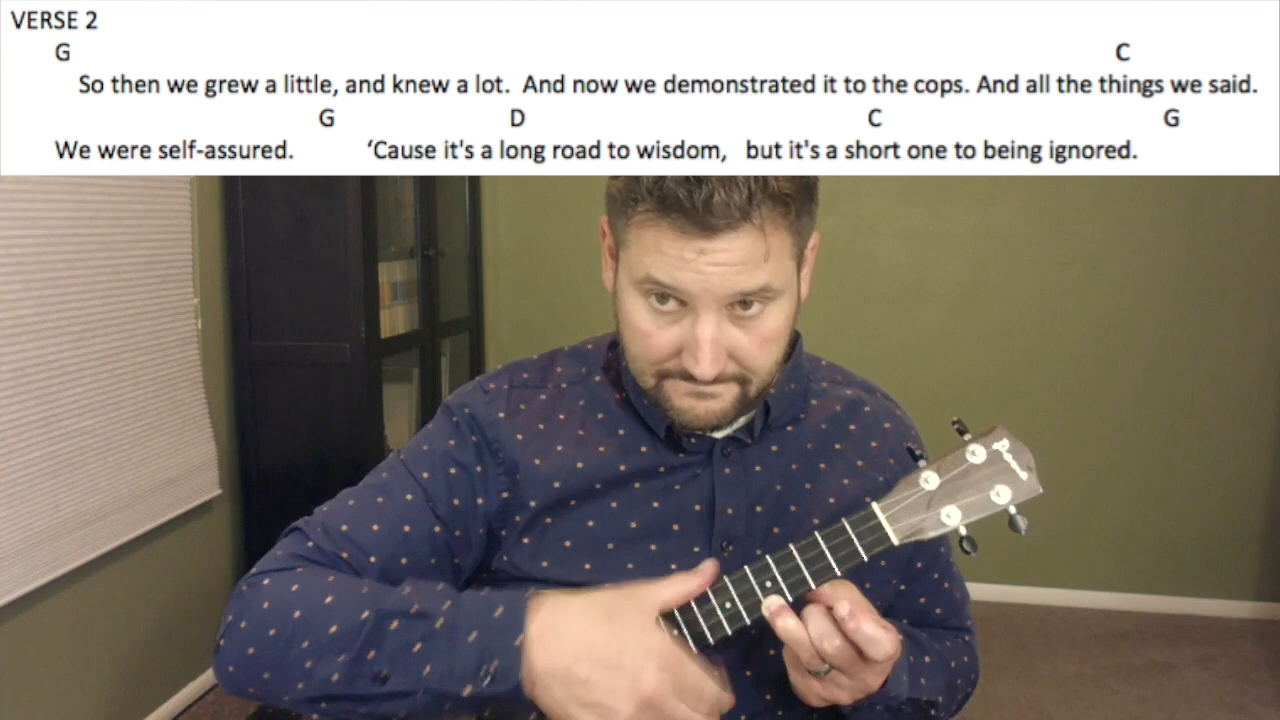 VERSE 2
G C
So then we grew a little, and knew a lot.  And now we demonstrated it to the cops. And all the things we said.
G D C G
We were self-assured. ‘Cause it's a long road to wisdom, but it's a short one to being ignored.